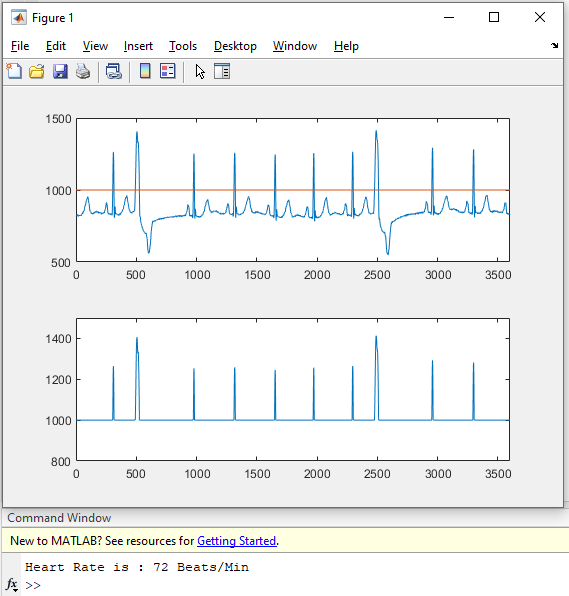 Figure 1
File Edit View Insert Tools Desktop Window Help
1500
1000
500
0 500 1000 1500 2000 2500 3000 3500
1400
1200
1000
800
0 500 1000 1500 2000 2500 3000 3500
Command Window
New to MATLAB? See resources for Getting Started.
Heart Rate is : 72 Beats/Min
fx >>